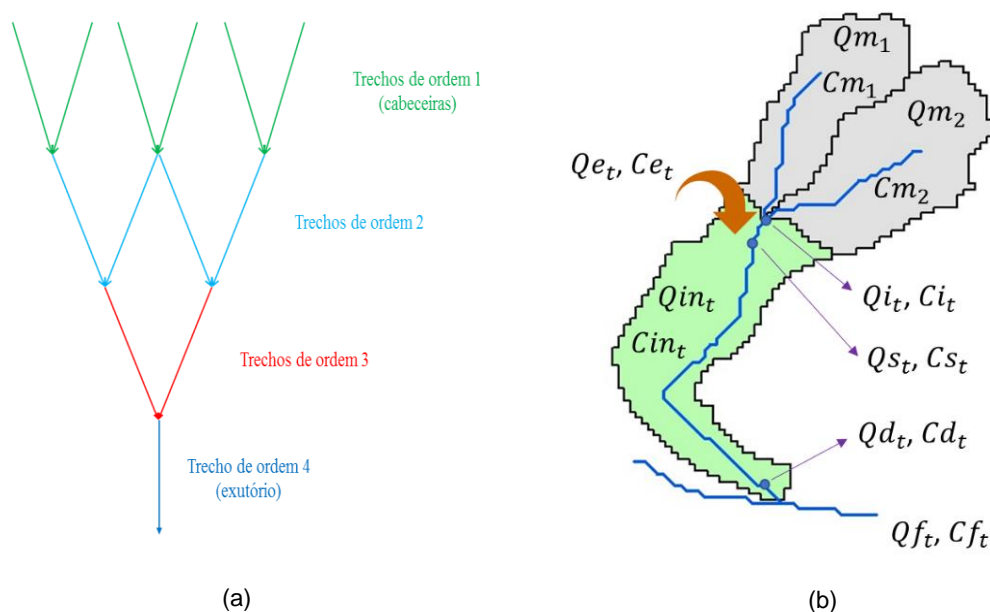 Trechos de ordem 1
(cabeceiras)
Trechos de ordem 2
Trechos de ordem 3
Trecho de ordem 4
(exutório)
(a)
Qm₁
Cm₁
Qm₂
Cm₂
Qeₜ, Ceₜ
Qinₜ
Cinₜ
Qiₜ, Ciₜ
Qsₜ, Csₜ
Qdₜ, Cdₜ
Qfₜ, Cfₜ
(b)